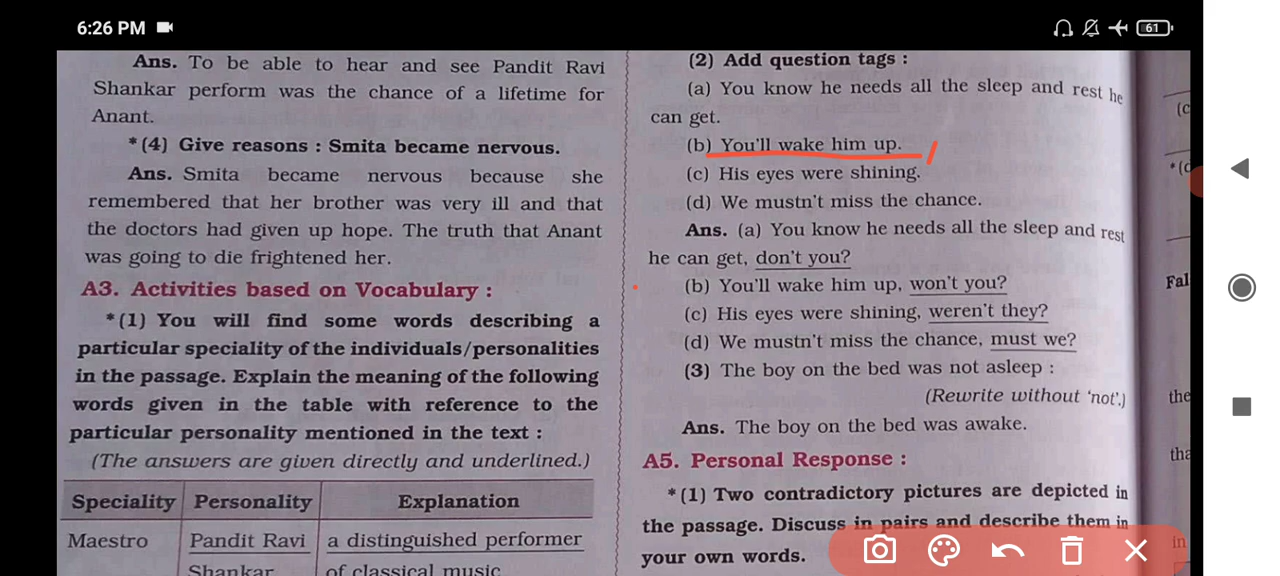 6:26 PM
61
Ans. To be able to hear and see Pandit Ravi
Shankar perform was the chance of a lifetime for
Anant.
*(4) Give reasons : Smita became nervous.
Ans. Smita became nervous because she
remembered that her brother was very ill and that
the doctors had given up hope. The truth that Anant
was going to die frightened her.
A3. Activities based on Vocabulary :
*(1) You will find some words describing a
particular speciality of the individuals/personalities
in the passage. Explain the meaning of the following
words given in the table with reference to the
particular personality mentioned in the text :
(The answers are given directly and underlined.)
Speciality Personality Explanation
Maestro Pandit Ravi a distinguished performer
Shankar of classical music
(2) Add question tags :
(a) You know he needs all the sleep and rest he
can get.
(b) You'll wake him up.
(c) His eyes were shining.
(d) We mustn't miss the chance.
Ans. (a) You know he needs all the sleep and rest
he can get, don't you?
(b) You'll wake him up, won't you?
(c) His eyes were shining, weren't they?
(d) We mustn't miss the chance, must we?
(3) The boy on the bed was not asleep :
(Rewrite without 'not'.)
Ans. The boy on the bed was awake.
A5. Personal Response :
*(1) Two contradictory pictures are depicted in
the passage. Discuss in pairs and describe them in
your own words.
(c
*(c
Fal
the
tha
in